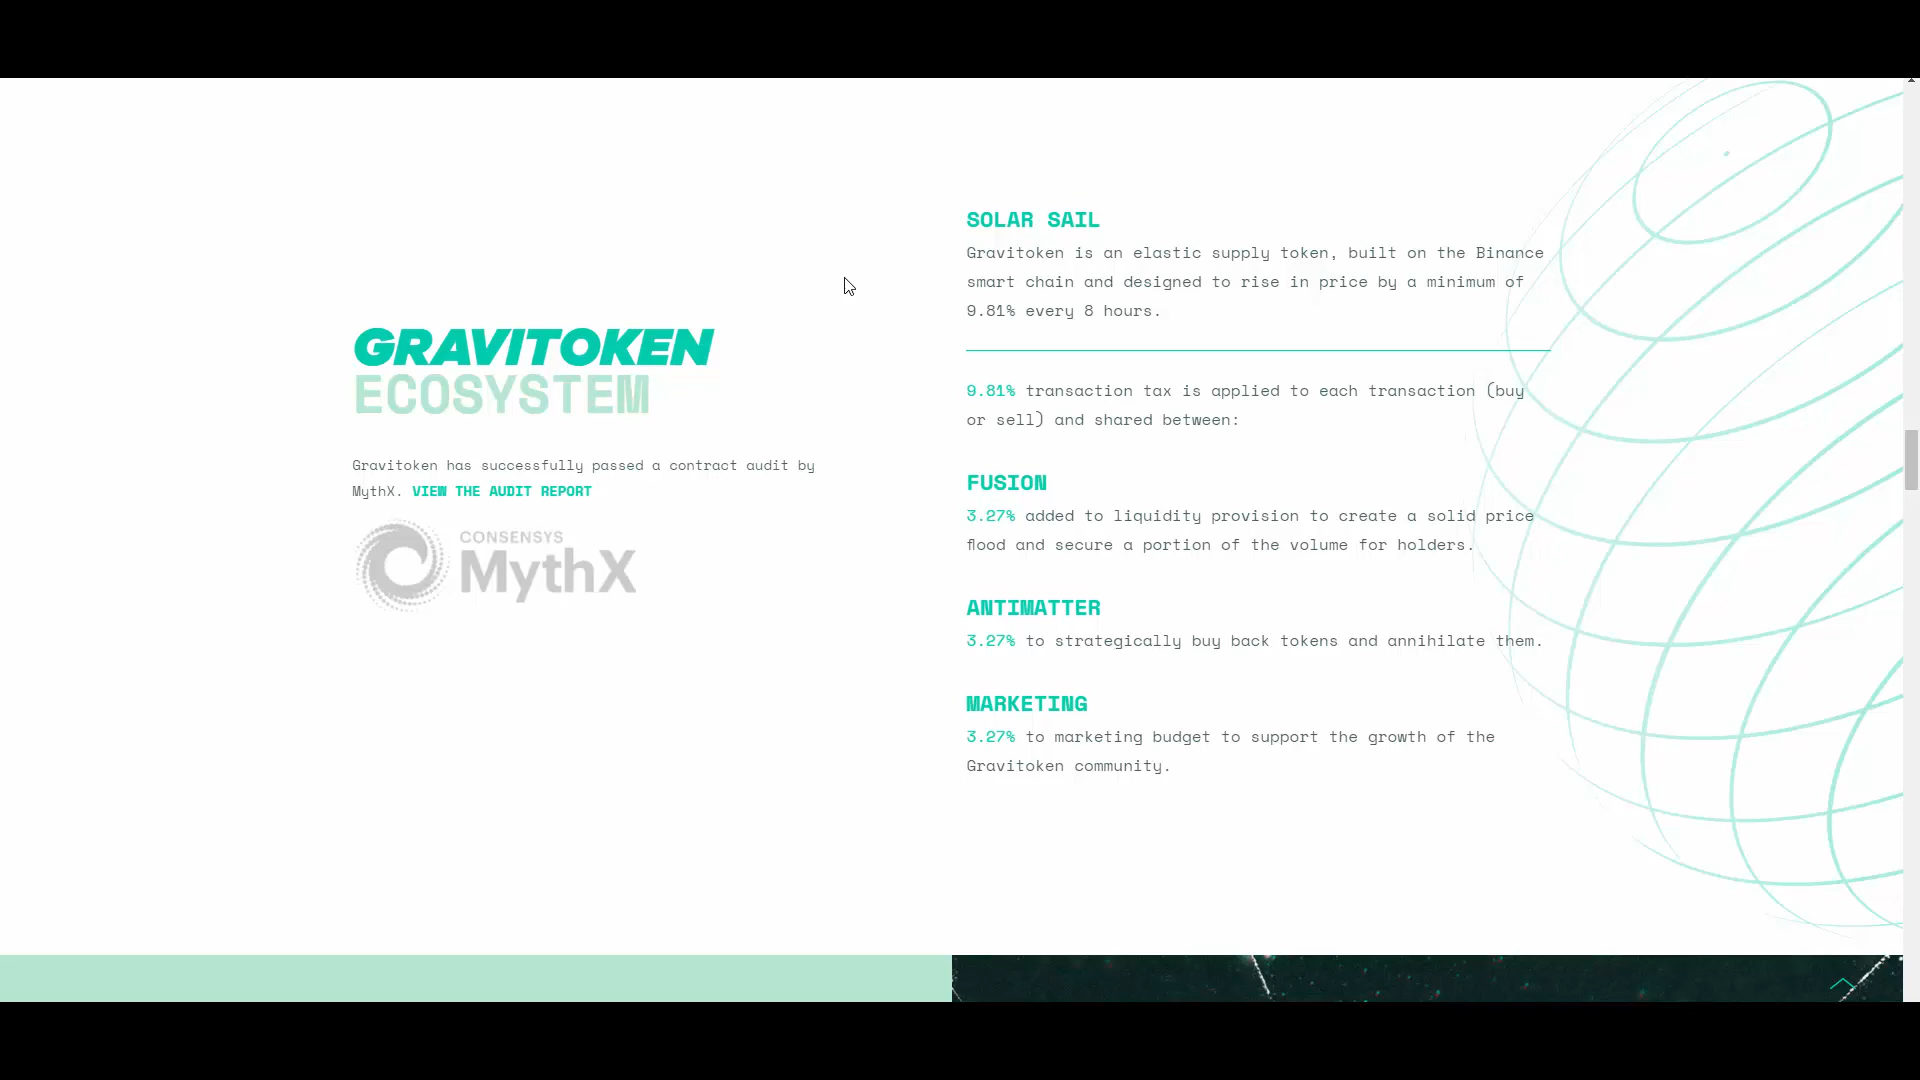 GRAVITOKEN
ECOSYSTEM
Gravitoken has successfully passed a contract audit by
MythX. VIEW THE AUDIT REPORT
CONSENSYS
MythX
SOLAR SAIL
Gravitoken is an elastic supply token, built on the Binance
smart chain and designed to rise in price by a minimum of
9.81% every 8 hours.
9.81% transaction tax is applied to each transaction (buy
or sell) and shared between:
FUSION
3.27% added to liquidity provision to create a solid price
flood and secure a portion of the volume for holders.
ANTIMATTER
3.27% to strategically buy back tokens and annihilate them.
MARKETING
3.27% to marketing budget to support the growth of the
Gravitoken community.